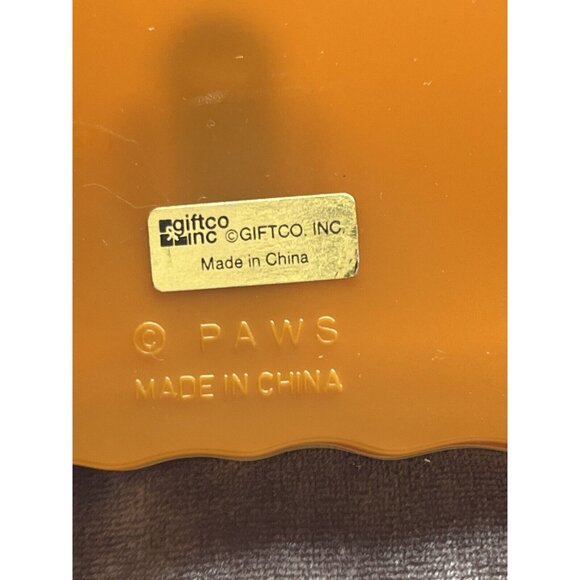 giftco inc ©GIFTCO, INC.
Made in China
© PAWS
MADE IN CHINA